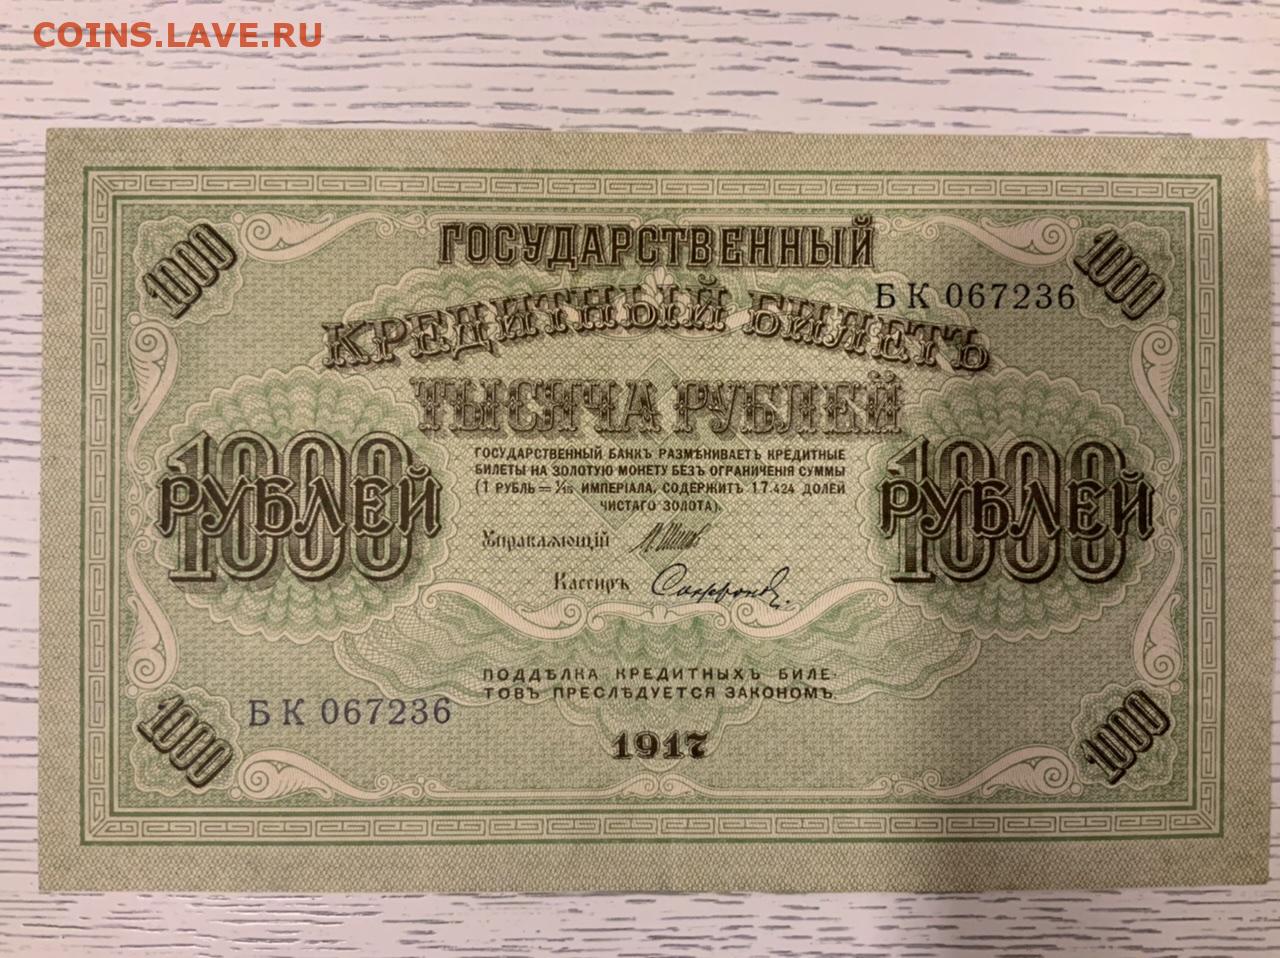 COINS.LAVE.RU
1000
1000
ГОСУДАРСТВЕННЫЙ
БК 067236
КРЕДИТНЫЙ БИЛЕТЪ
ТЫСЯЧА РУБЛЕЙ
1000
РУБЛЕЙ
ГОСУДАРСТВЕННЫЙ БАНКЪ РАЗМѢНИВАЕТЪ КРЕДИТНЫЕ
БИЛЕТЫ НА ЗОЛОТУЮ МОНЕТУ БЕЗЪ ОГРАНИЧЕНІЯ СУММЫ
(1 РУБЛЬ = 1/15 ИМПЕРІАЛА, СОДЕРЖИТЪ 17.424 ДОЛЕЙ
ЧИСТАГО ЗОЛОТА).
1000
РУБЛЕЙ
Управляющій И.Шипов
Кассиръ Сафронов.
ПОДДѢЛКА КРЕДИТНЫХЪ БИЛЕ-
ТОВЪ ПРЕСЛѢДУЕТСЯ ЗАКОНОМЪ.
БК 067236
1917
1000
1000